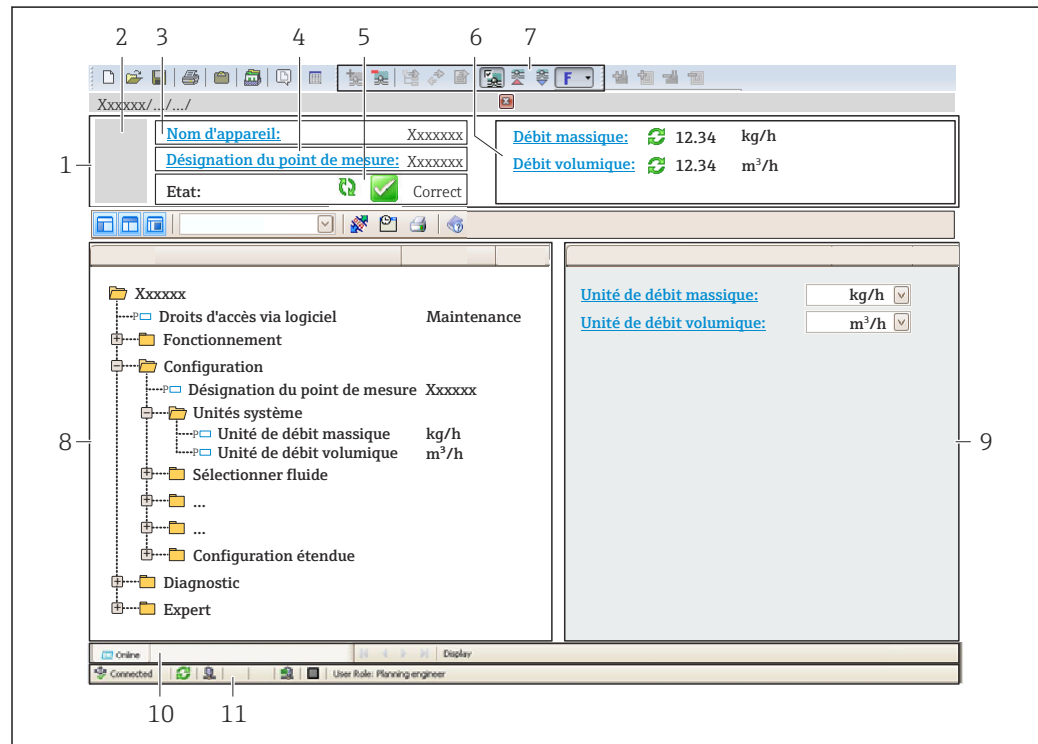 2 3 4 5 6 7
F
Xxxxxx/.../.../
1
Nom d'appareil: Xxxxxxx
Désignation du point de mesure: Xxxxxxx
Etat: Correct
Débit massique: 12.34 kg/h
Débit volumique: 12.34 m³/h
Xxxxxx
P Droits d'accès via logiciel Maintenance
Fonctionnement
Configuration
P Désignation du point de mesure Xxxxxx
Unités système
P Unité de débit massique kg/h
P Unité de débit volumique m³/h
Sélectionner fluide
...
...
Configuration étendue
Diagnostic
Expert
8
Unité de débit massique: kg/h
Unité de débit volumique: m³/h
9
Online Display
Connected User Role: Planning engineer
10 11